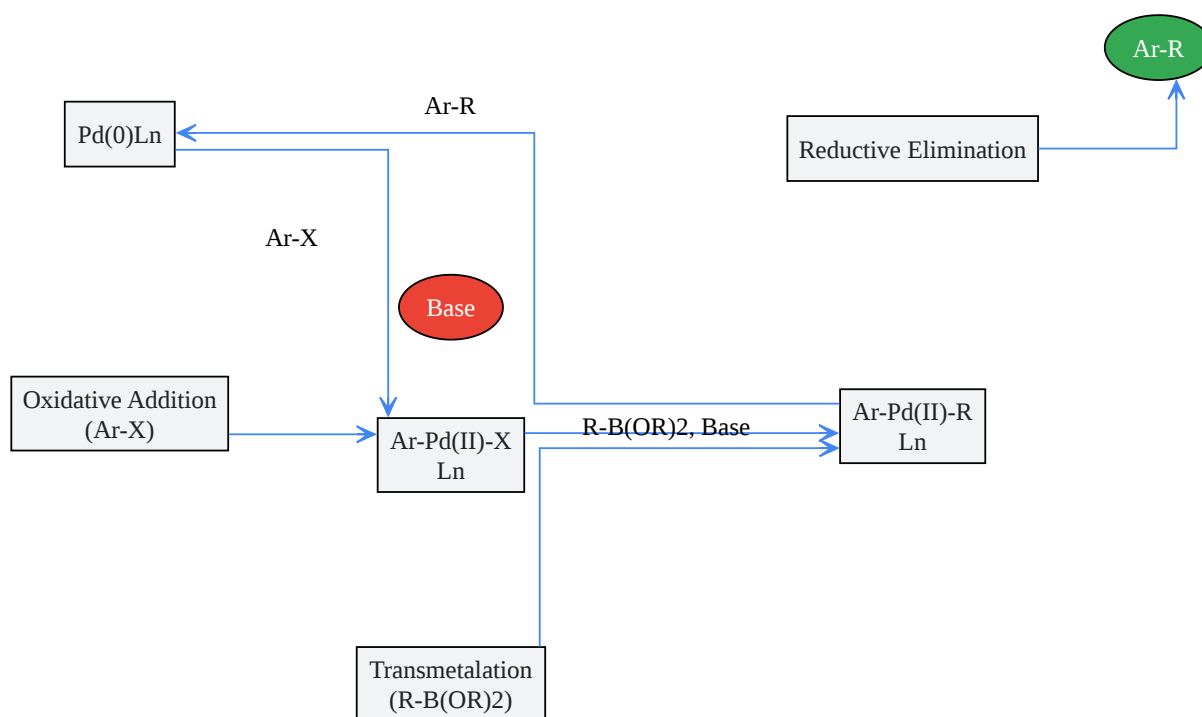 Ar-R
Ar-R
Pd(0)Ln
Reductive Elimination
Ar-X
Base
Oxidative Addition
(Ar-X)
Ar-Pd(II)-X
Ln
R-B(OR)2, Base
Ar-Pd(II)-R
Ln
Transmetalation
(R-B(OR)2)